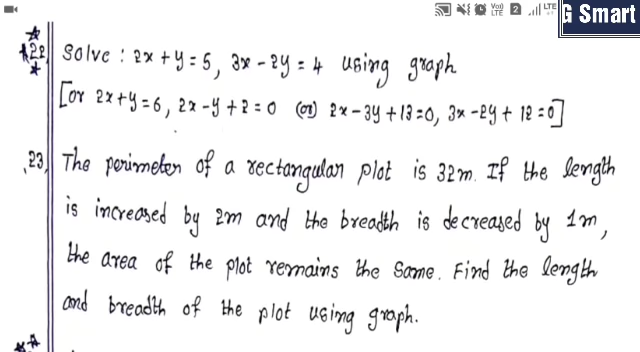 G Smart
22, Solve : 2x + y = 5, 3x - 2y = 4 using graph
[or 2x+y=6, 2x-y+2=0 (or) 2x-3y+13=0, 3x-2y+12=0]
23, The perimeter of a rectangular plot is 32m. If the length
is increased by 2m and the breadth is decreased by 1m,
the area of the plot remains the same. Find the length
and breadth of the plot using graph.